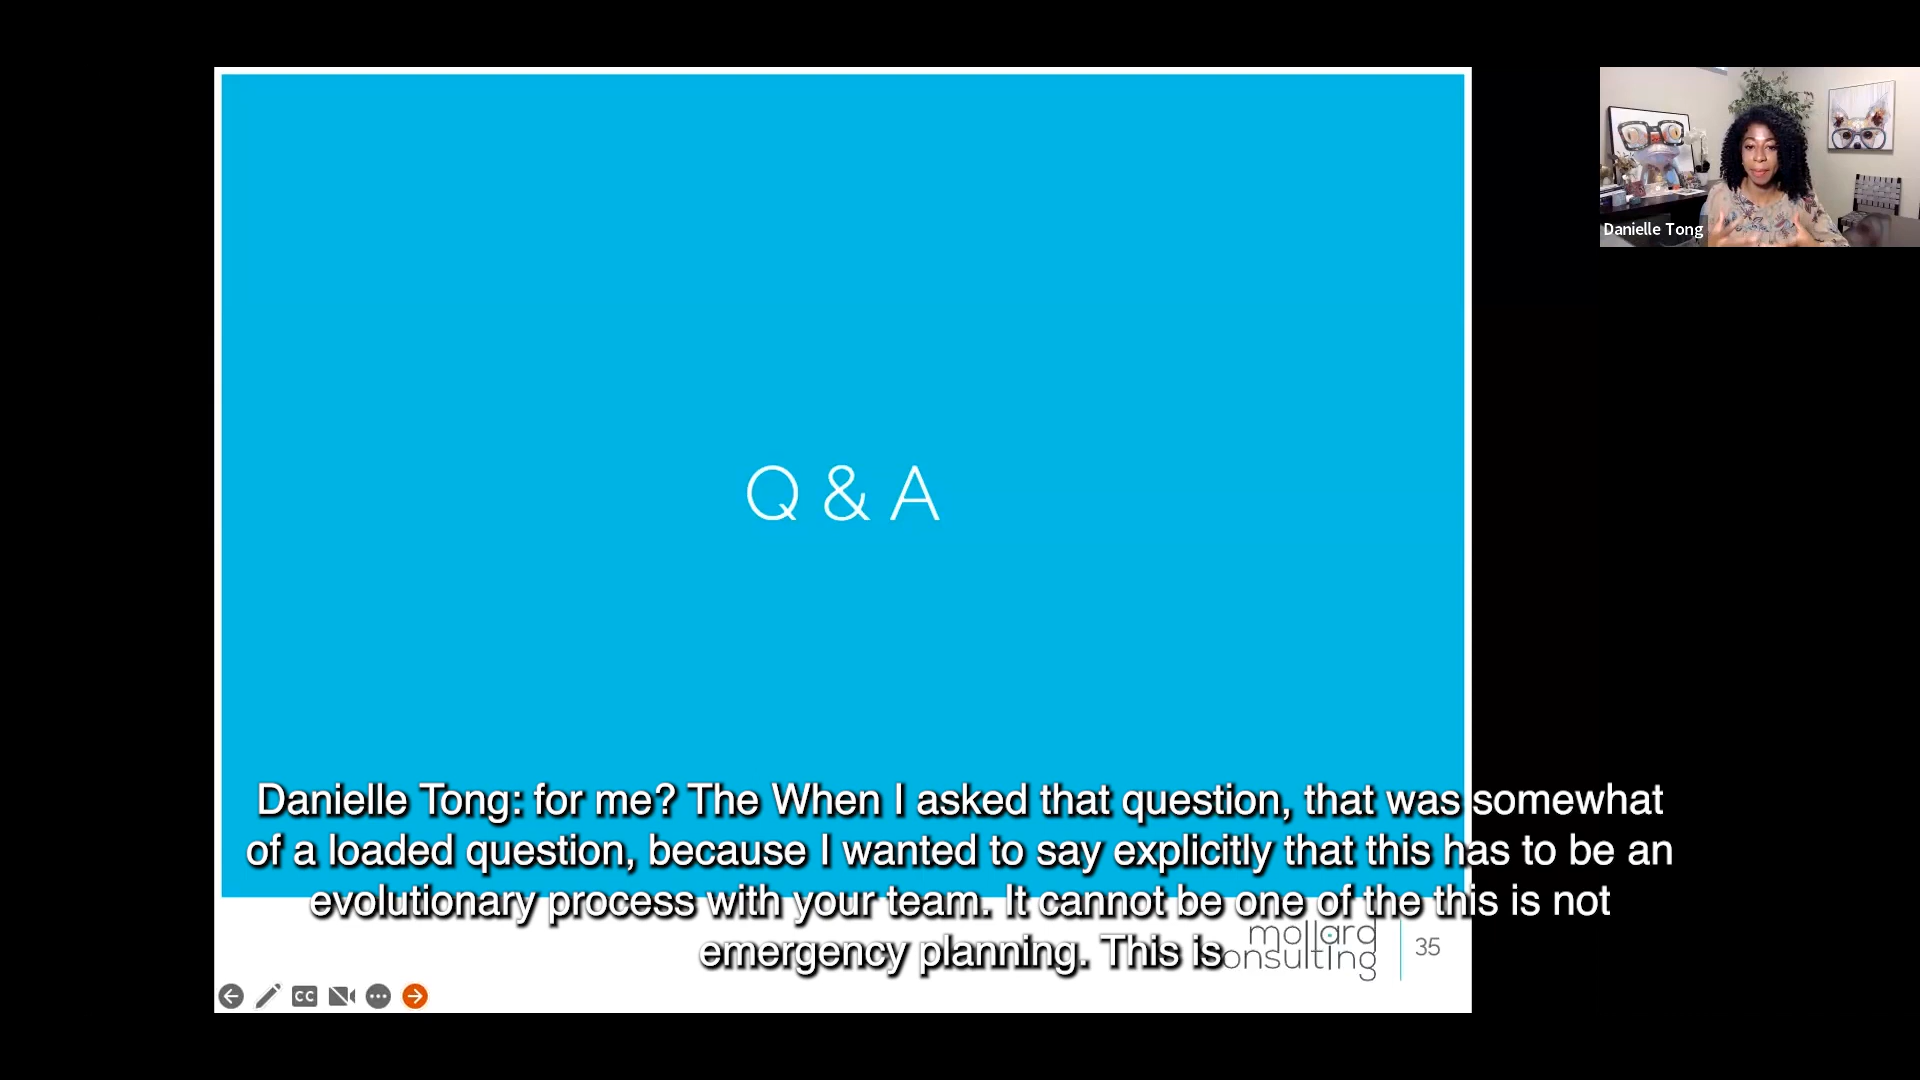 Danielle Tong
Q & A
Danielle Tong: for me? The When I asked that question, that was somewhat
of a loaded question, because I wanted to say explicitly that this has to be an
evolutionary process with your team. It cannot be one of the this is not
emergency planning. This is
mollard
onsulting
35
CC